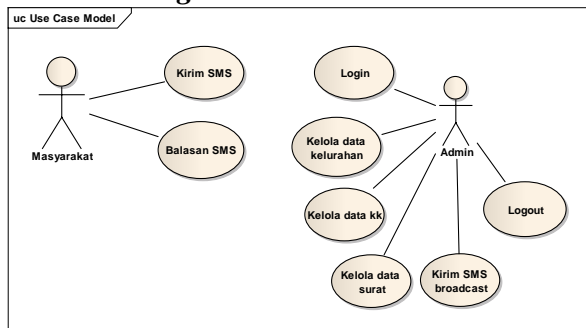 uc Use Case Model
Kirim SMS
Balasan SMS
Masyarakat
Login
Kelola data
kelurahan
Admin
Kelola data kk
Logout
Kelola data
surat
Kirim SMS
broadcast